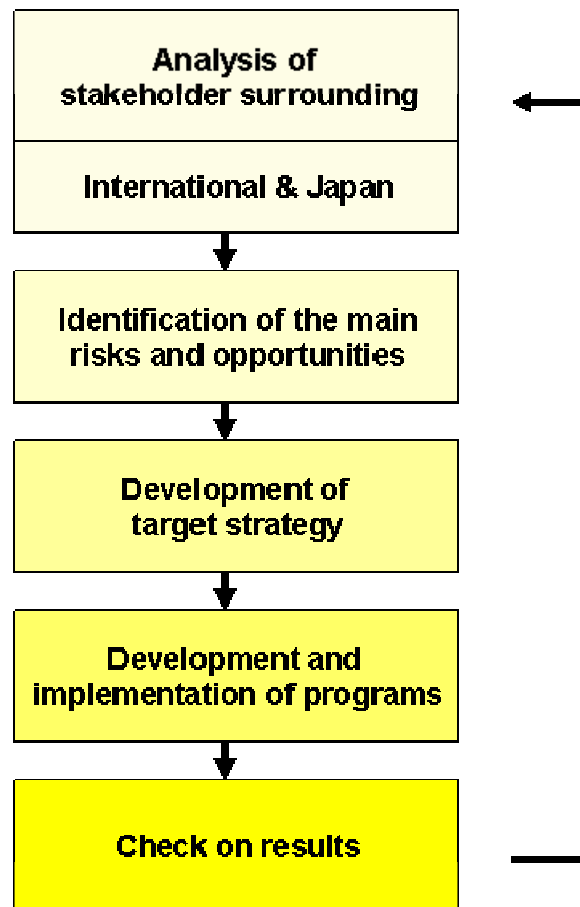 Analysis of
stakeholder surrounding
International & Japan
Identification of the main
risks and opportunities
Development of
target strategy
Development and
implementation of programs
Check on results